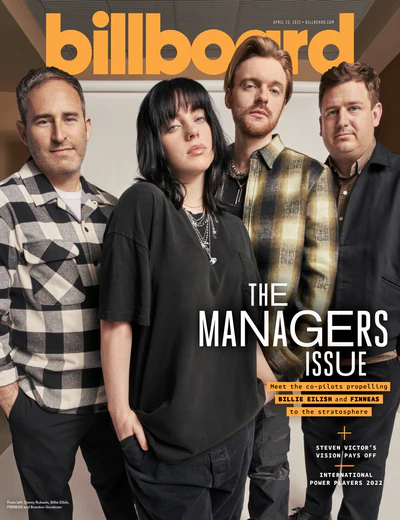 billboard
APRIL 23, 2022 • BILLBOARD.COM
THE
MANAGERS
ISSUE
Meet the co-pilots propelling
BILLIE EILISH and FINNEAS
to the stratosphere
STEVEN VICTOR'S
VISION PAYS OFF
INTERNATIONAL
POWER PLAYERS 2022
From left: Danny Rukasin, Billie Eilish,
FINNEAS and Brandon Goodman